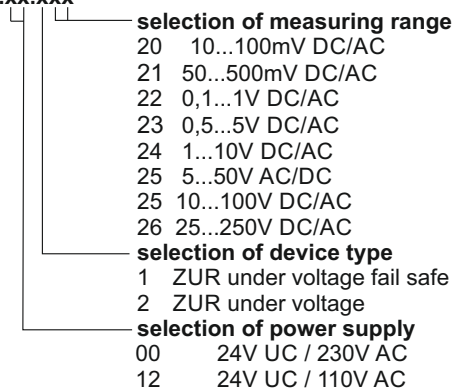 .xx.xxx
selection of measuring range
20 10...100mV DC/AC
21 50...500mV DC/AC
22 0,1...1V DC/AC
23 0,5...5V DC/AC
24 1...10V DC/AC
25 5...50V AC/DC
25 10...100V DC/AC
26 25...250V DC/AC
selection of device type
1 ZUR under voltage fail safe
2 ZUR under voltage
selection of power supply
00 24V UC / 230V AC
12 24V UC / 110V AC